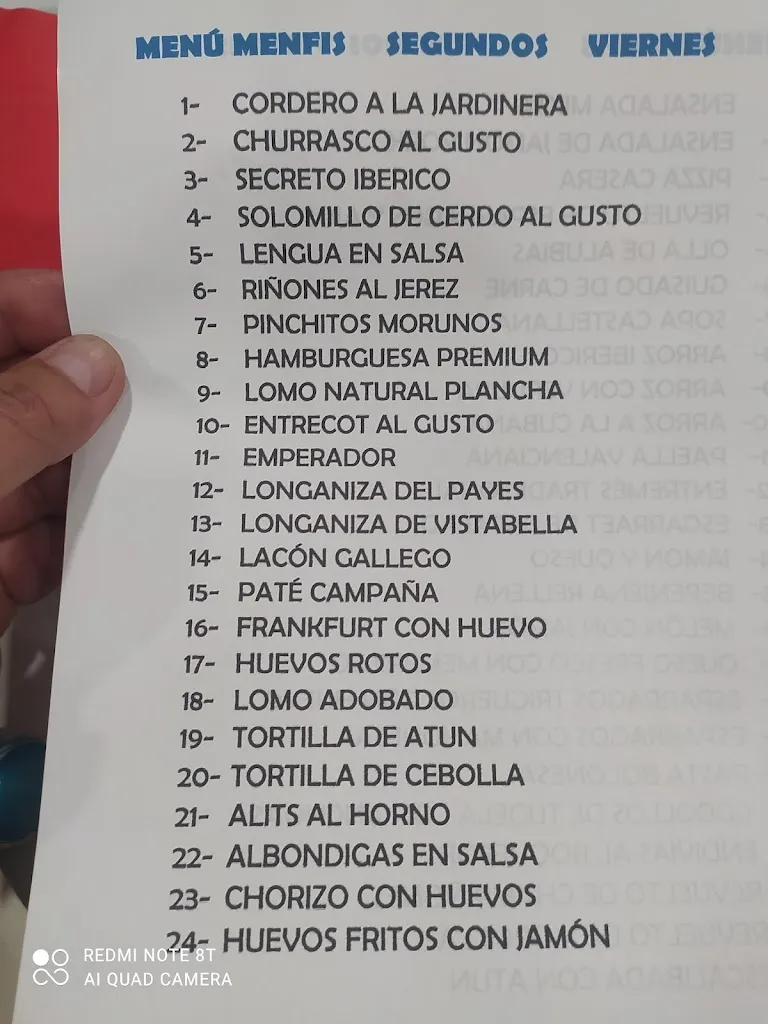 MENÚ MENFIS SEGUNDOS VIERNES
1- CORDERO A LA JARDINERA
2- CHURRASCO AL GUSTO
3- SECRETO IBERICO
4- SOLOMILLO DE CERDO AL GUSTO
5- LENGUA EN SALSA
6- RIÑONES AL JEREZ
7- PINCHITOS MORUNOS
8- HAMBURGUESA PREMIUM
9- LOMO NATURAL PLANCHA
10- ENTRECOT AL GUSTO
11- EMPERADOR
12- LONGANIZA DEL PAYES
13- LONGANIZA DE VISTABELLA
14- LACÓN GALLEGO
15- PATÉ CAMPAÑA
16- FRANKFURT CON HUEVO
17- HUEVOS ROTOS
18- LOMO ADOBADO
19- TORTILLA DE ATUN
20- TORTILLA DE CEBOLLA
21- ALITS AL HORNO
22- ALBONDIGAS EN SALSA
23- CHORIZO CON HUEVOS
24- HUEVOS FRITOS CON JAMÓN
REDMI NOTE 8T
AI QUAD CAMERA